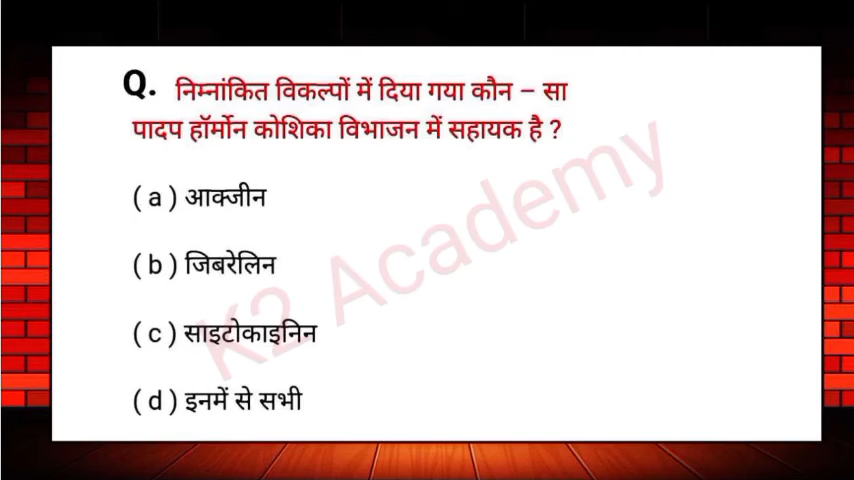 Q. निम्नांकित विकल्पों में दिया गया कौन – सा
पादप हॉर्मोन कोशिका विभाजन में सहायक है ?
( a ) आक्जीन
( b ) जिबरेलिन
( c ) साइटोकाइनिन
( d ) इनमें से सभी
K2 Academy